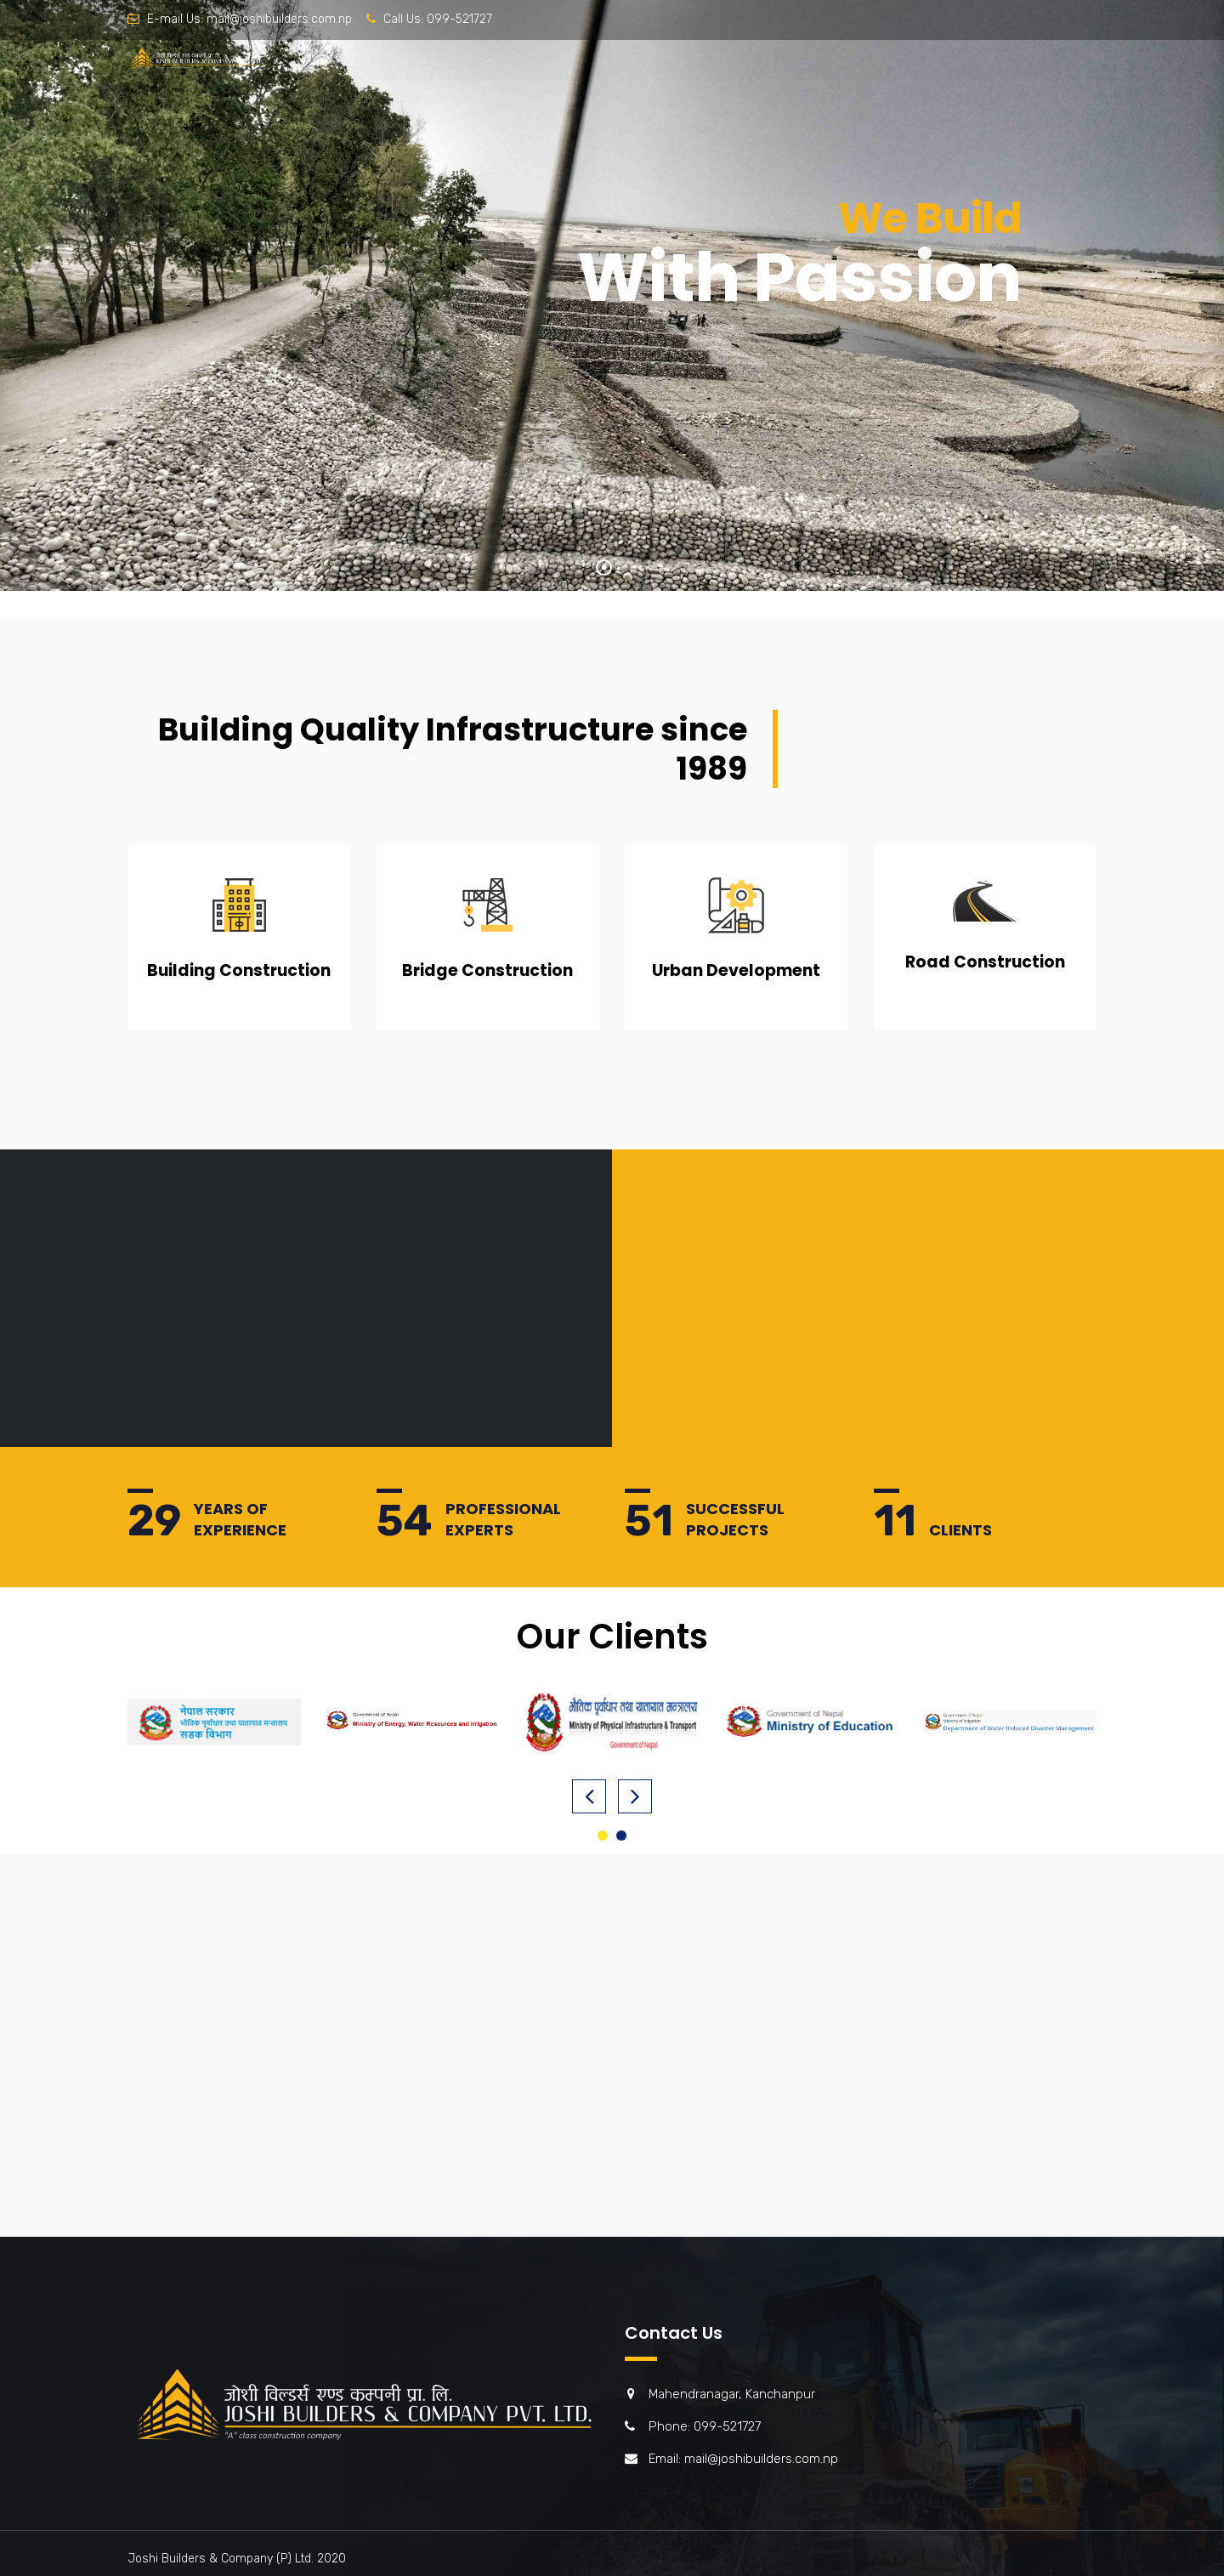 E-mail Us: mail@joshibuilders.com.np Call Us: 099-521727
JOSHI BUILDERS & COMPANY
We Build
With Passion
Building Quality Infrastructure since
1989
Building Construction
Bridge Construction
Urban Development
Road Construction
29 YEARS OF EXPERIENCE
54 PROFESSIONAL EXPERTS
51 SUCCESSFUL PROJECTS
11 CLIENTS
Our Clients
नेपाल सरकार
भौतिक पूर्वाधार तथा यातायात मन्त्रालय
सडक विभाग
Government of Nepal
Ministry of Energy, Water Resources and Irrigation
भौतिक पूर्वाधार तथा यातायात मन्त्रालय
Ministry of Physical Infrastructure & Transport
Government of Nepal
Government of Nepal
Ministry of Education
Government of Nepal
Ministry of Irrigation
Department of Water Induced Disaster Management
Contact Us
Mahendranagar, Kanchanpur
Phone: 099-521727
Email: mail@joshibuilders.com.np
जोशी विल्डर्स एण्ड कम्पनी प्रा. लि.
JOSHI BUILDERS & COMPANY PVT. LTD.
"A" class construction company
Joshi Builders & Company (P) Ltd. 2020